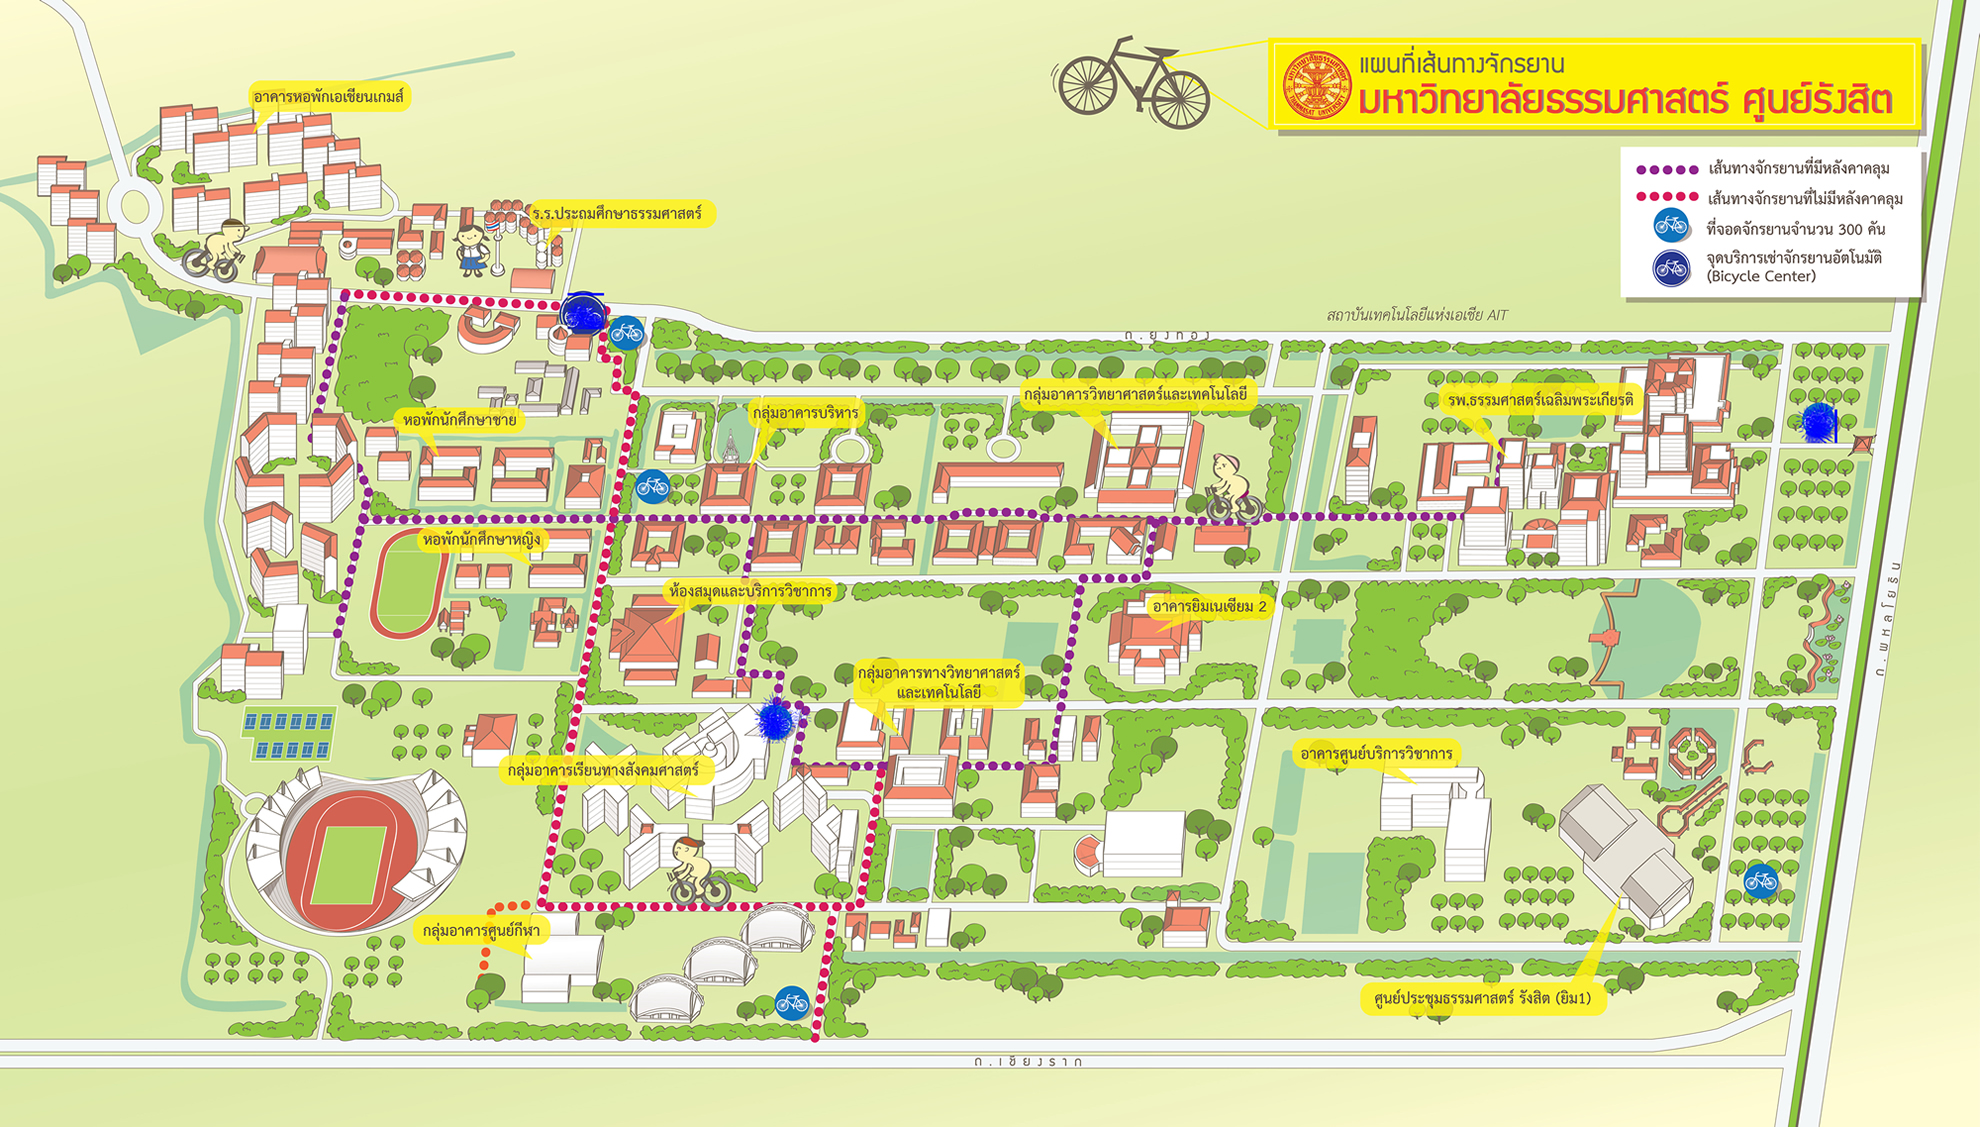 แผนที่เส้นทางจักรยาน
มหาวิทยาลัยธรรมศาสตร์ ศูนย์รังสิต
เส้นทางจักรยานที่มีหลังคาคลุม
เส้นทางจักรยานที่ไม่มีหลังคาคลุม
ที่จอดจักรยานจำนวน 300 คัน
จุดบริการเช่าจักรยานอัตโนมัติ
(Bicycle Center)
อาคารหอพักเอเชียนเกมส์
ร.ร.ประถมศึกษาธรรมศาสตร์
สถาบันเทคโนโลยีแห่งเอเชีย AIT
ถ.ยูงทอง
กลุ่มอาคารวิทยาศาสตร์และเทคโนโลยี
รพ.ธรรมศาสตร์เฉลิมพระเกียรติ
หอพักนักศึกษาชาย
กลุ่มอาคารบริหาร
หอพักนักศึกษาหญิง
ห้องสมุดและบริการวิชาการ
อาคารยิมเนเซียม 2
ถ.พหลโยธิน
กลุ่มอาคารทางวิทยาศาสตร์
และเทคโนโลยี
กลุ่มอาคารเรียนทางสังคมศาสตร์
อาคารศูนย์บริการวิชาการ
กลุ่มอาคารศูนย์กีฬา
ศูนย์ประชุมธรรมศาสตร์ รังสิต (ยิม1)
ถ.เชียงราก